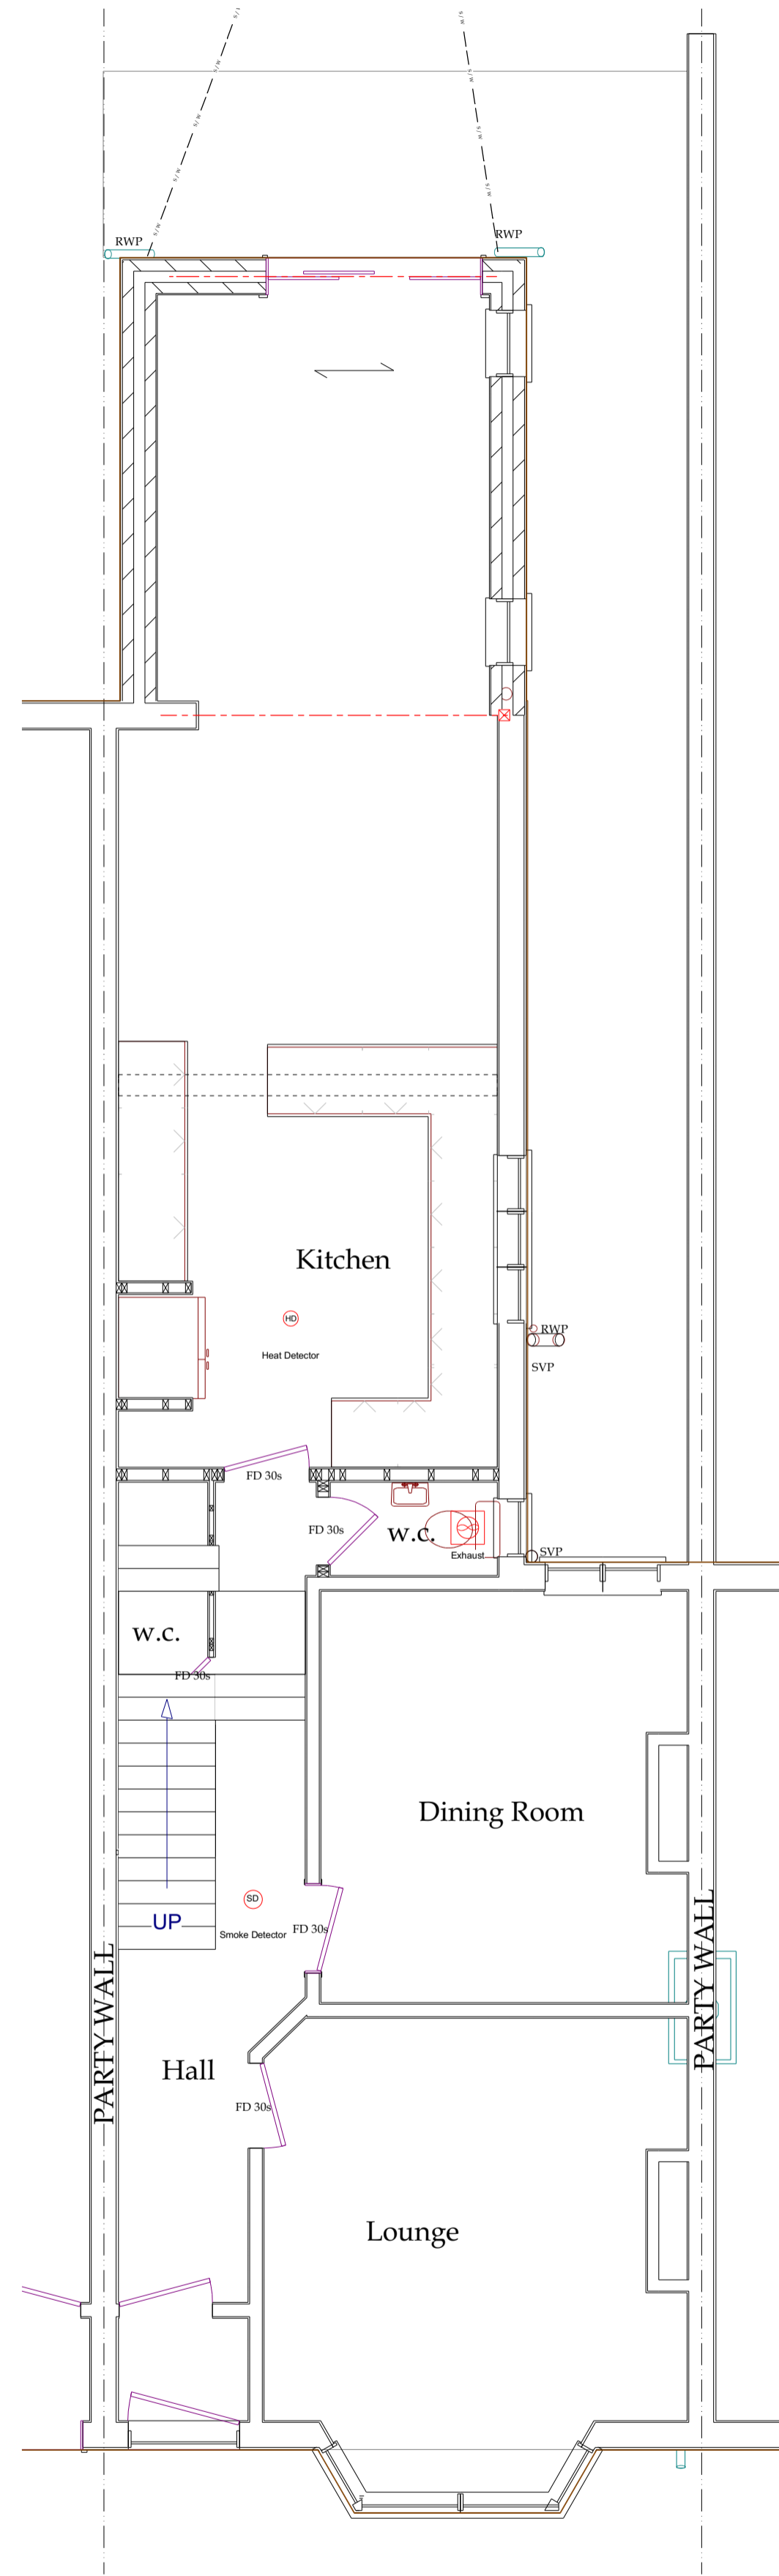 S/W
S/W
S/W
S/W
S/W
S/W
S/W
S/W
S/W
RWP
RWP
Kitchen
HD
Heat Detector
RWP
SVP
FD 30s
FD 30s
w.c.
Exhaust
SVP
w.c.
FD 30s
Dining Room
SD
Smoke Detector
FD 30s
UP
PARTY WALL
PARTY WALL
Hall
FD 30s
Lounge